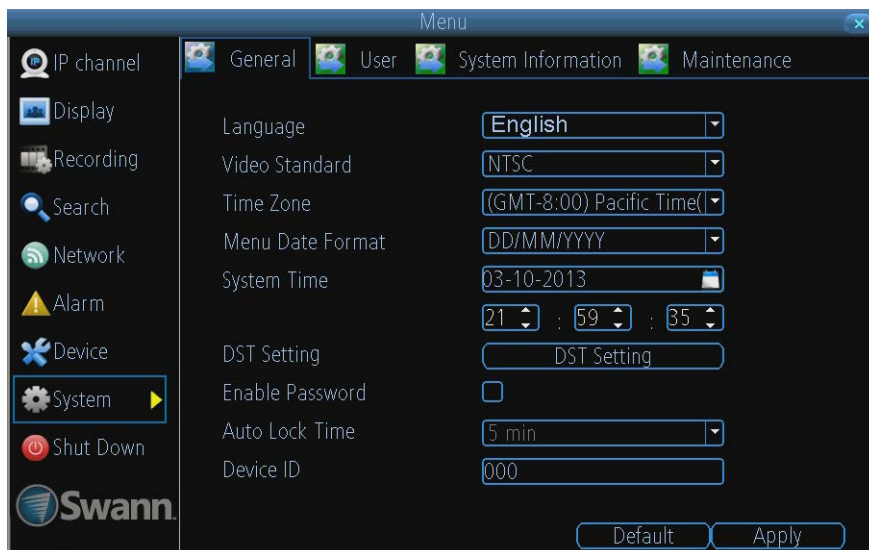 Menu
IP channel
Display
Recording
Search
Network
Alarm
Device
System
Shut Down
Swann.
General User System Information Maintenance
Language English
Video Standard NTSC
Time Zone (GMT-8:00) Pacific Time(
Menu Date Format DD/MM/YYYY
System Time 03-10-2013
21 : 59 : 35
DST Setting DST Setting
Enable Password
Auto Lock Time 5 min
Device ID 000
Default Apply